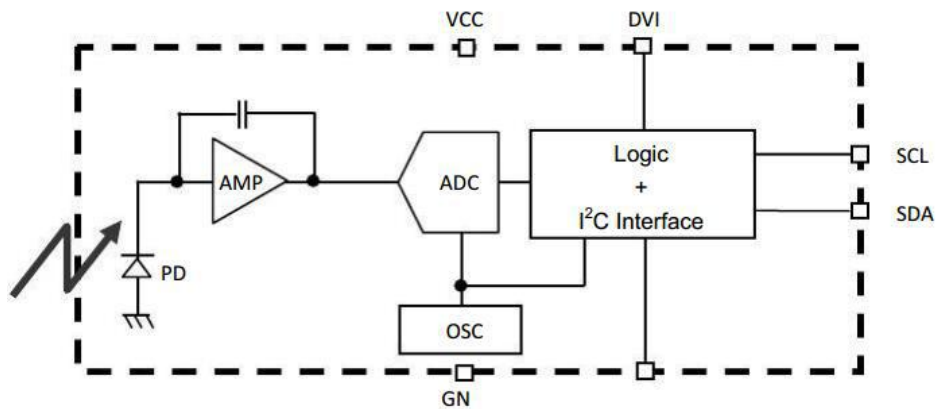 VCC
DVI
AMP
ADC
Logic
+
I²C Interface
SCL
SDA
PD
OSC
GN